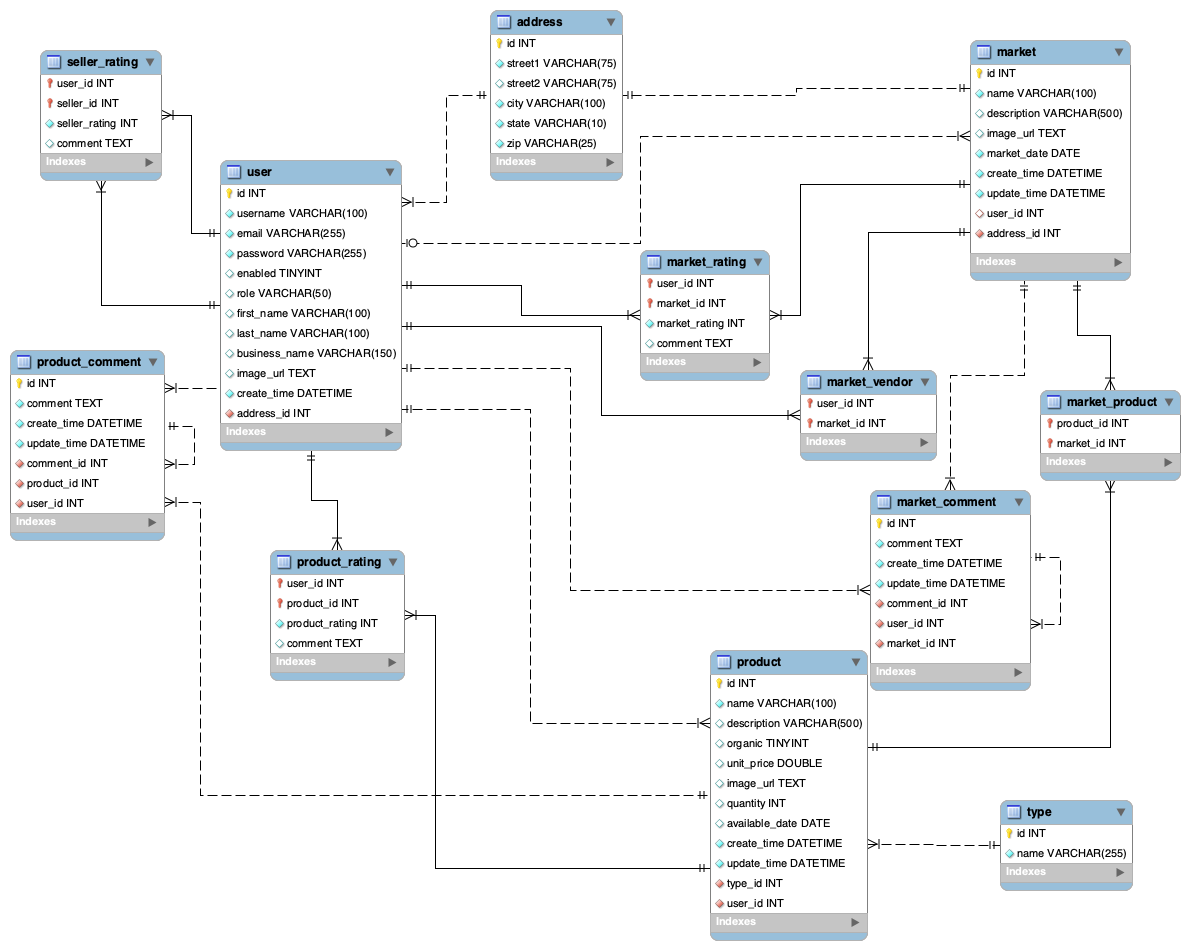 address
id INT
street1 VARCHAR(75)
street2 VARCHAR(75)
city VARCHAR(100)
state VARCHAR(10)
zip VARCHAR(25)
Indexes
market
id INT
name VARCHAR(100)
description VARCHAR(500)
image_url TEXT
market_date DATE
create_time DATETIME
update_time DATETIME
user_id INT
address_id INT
Indexes
seller_rating
user_id INT
seller_id INT
seller_rating INT
comment TEXT
Indexes
user
id INT
username VARCHAR(100)
email VARCHAR(255)
password VARCHAR(255)
enabled TINYINT
role VARCHAR(50)
first_name VARCHAR(100)
last_name VARCHAR(100)
business_name VARCHAR(150)
image_url TEXT
create_time DATETIME
address_id INT
Indexes
market_rating
user_id INT
market_id INT
market_rating INT
comment TEXT
Indexes
product_comment
id INT
comment TEXT
create_time DATETIME
update_time DATETIME
comment_id INT
product_id INT
user_id INT
Indexes
market_vendor
user_id INT
market_id INT
Indexes
market_product
product_id INT
market_id INT
Indexes
market_comment
id INT
comment TEXT
create_time DATETIME
update_time DATETIME
comment_id INT
user_id INT
market_id INT
Indexes
product_rating
user_id INT
product_id INT
product_rating INT
comment TEXT
Indexes
product
id INT
name VARCHAR(100)
description VARCHAR(500)
organic TINYINT
unit_price DOUBLE
image_url TEXT
quantity INT
available_date DATE
create_time DATETIME
update_time DATETIME
type_id INT
user_id INT
Indexes
type
id INT
name VARCHAR(255)
Indexes